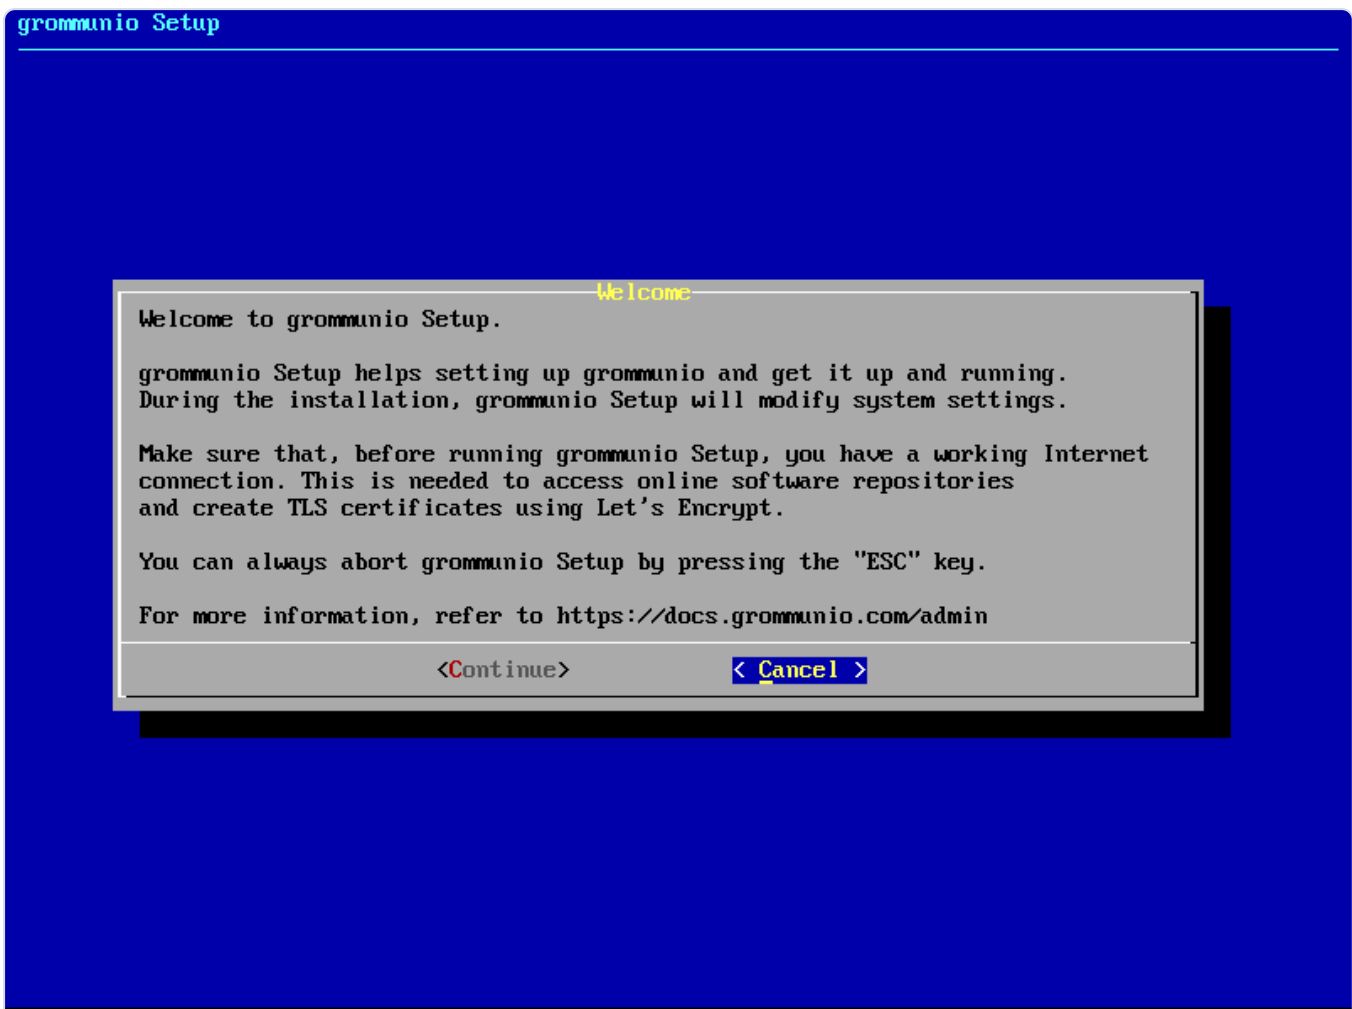 grommunio Setup
Welcome
Welcome to grommunio Setup.
grommunio Setup helps setting up grommunio and get it up and running.
During the installation, grommunio Setup will modify system settings.
Make sure that, before running grommunio Setup, you have a working Internet
connection. This is needed to access online software repositories
and create TLS certificates using Let's Encrypt.
You can always abort grommunio Setup by pressing the "ESC" key.
For more information, refer to https://docs.grommunio.com/admin
<Continue> < Cancel >